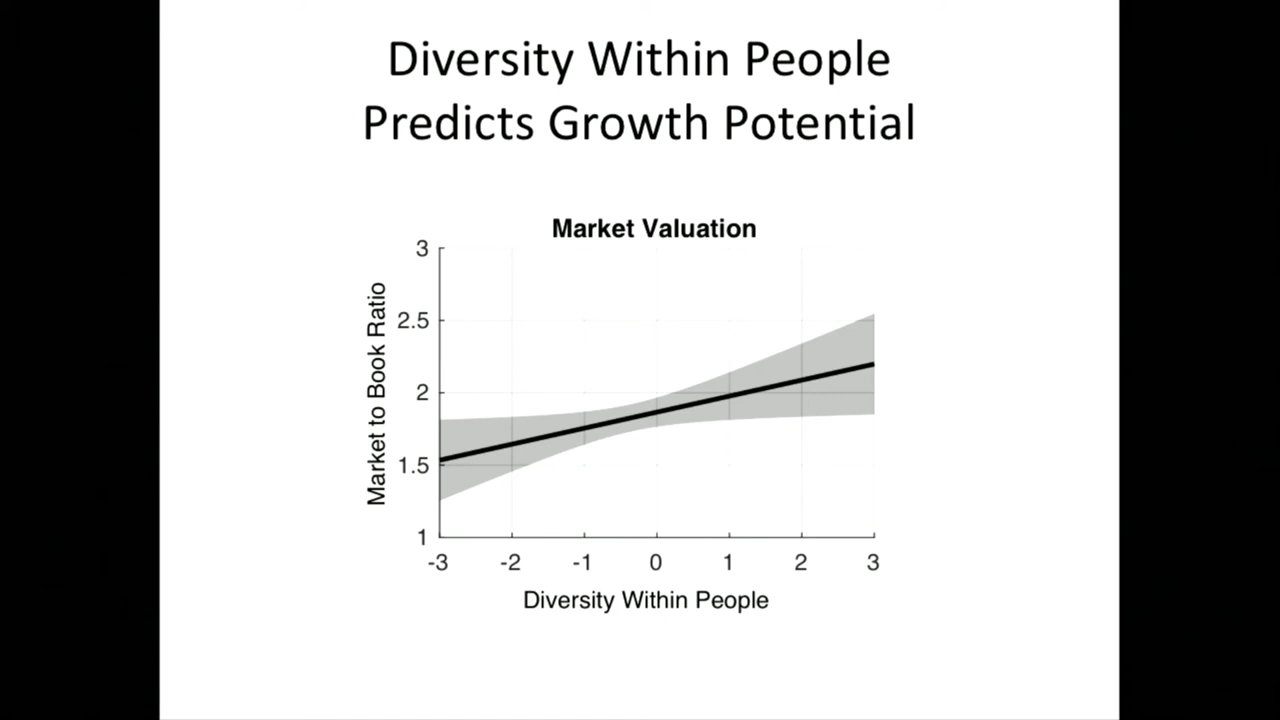 Diversity Within People
Predicts Growth Potential
Market Valuation
Market to Book Ratio
3
2.5
2
1.5
1
-3 -2 -1 0 1 2 3
Diversity Within People